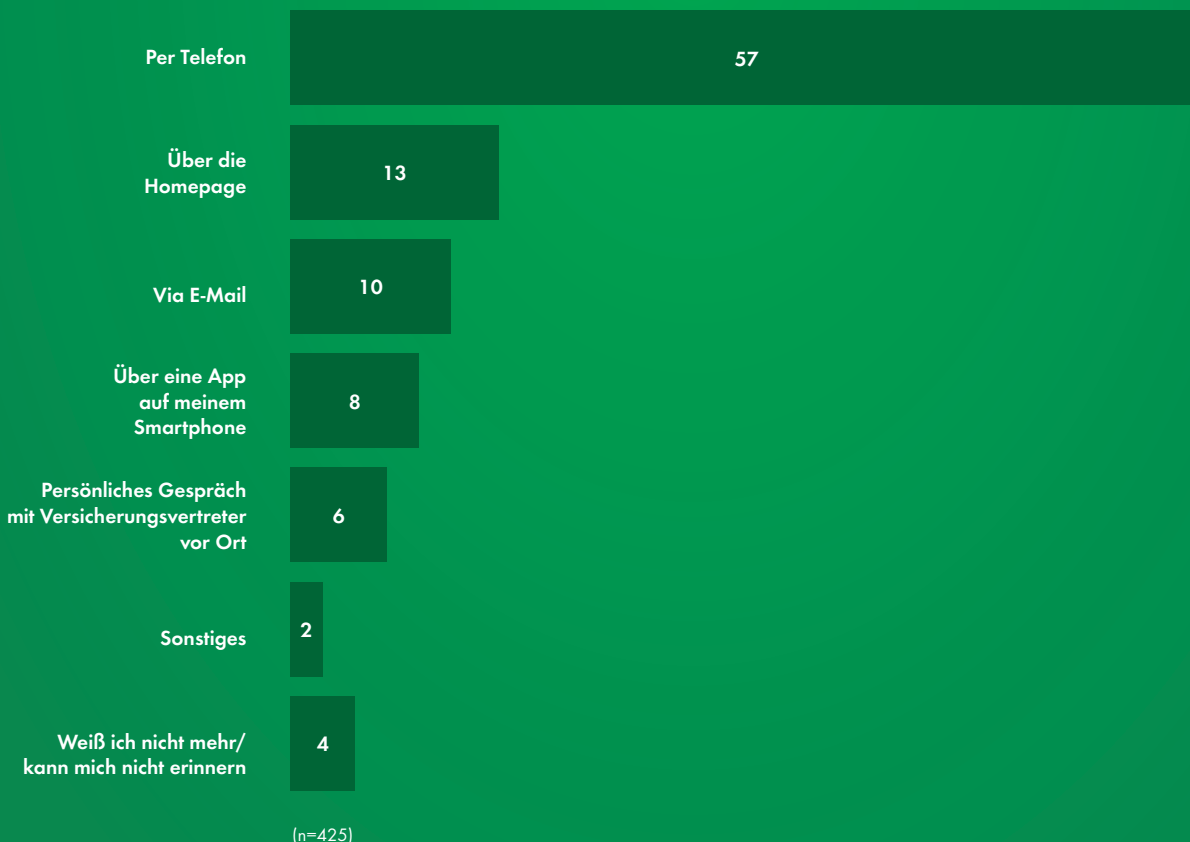 Per Telefon
57
Über die
Homepage
13
Via E-Mail
10
Über eine App
auf meinem
Smartphone
8
Persönliches Gespräch
mit Versicherungsvertreter
vor Ort
6
Sonstiges
2
Weiß ich nicht mehr/
kann mich nicht erinnern
4
(n=425)